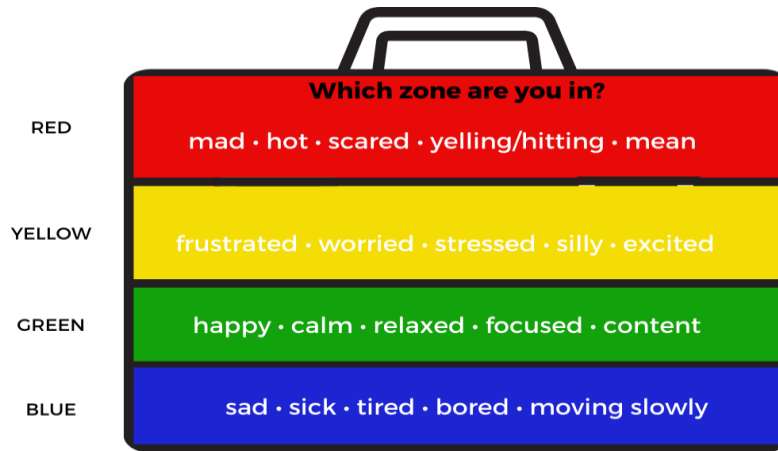 Which zone are you in?
RED
mad • hot • scared • yelling/hitting • mean
YELLOW
frustrated • worried • stressed • silly • excited
GREEN
happy • calm • relaxed • focused • content
BLUE
sad • sick • tired • bored • moving slowly